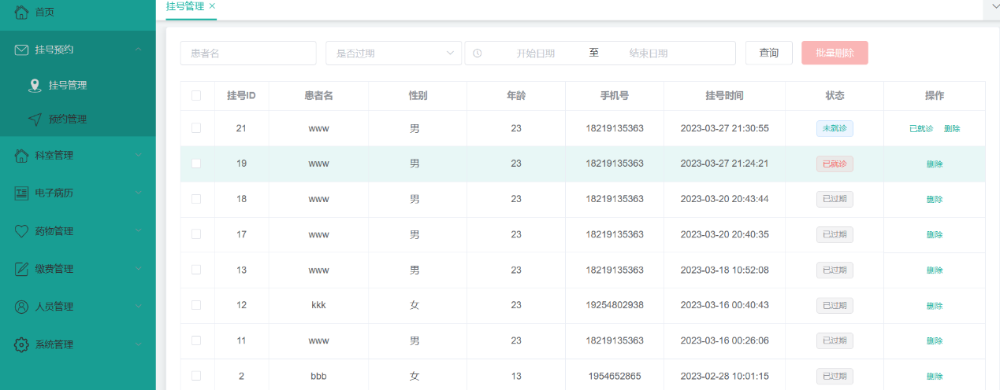 首页
挂号预约
挂号管理
预约管理
科室管理
电子病历
药物管理
缴费管理
人员管理
系统管理
挂号管理 ×
患者名 是否过期 开始日期 至 结束日期 查询 批量删除
挂号ID 患者名 性别 年龄 手机号 挂号时间 状态 操作
21 www 男 23 18219135363 2023-03-27 21:30:55 未就诊 已就诊 删除
19 www 男 23 18219135363 2023-03-27 21:24:21 已就诊 删除
18 www 男 23 18219135363 2023-03-20 20:43:44 已过期 删除
17 www 男 23 18219135363 2023-03-20 20:40:35 已过期 删除
13 www 男 23 18219135363 2023-03-18 10:52:08 已过期 删除
12 kkk 女 23 19254802938 2023-03-16 00:40:43 已过期 删除
11 www 男 23 18219135363 2023-03-16 00:26:06 已过期 删除
2 bbb 女 13 1954652865 2023-02-28 10:01:15 已过期 删除